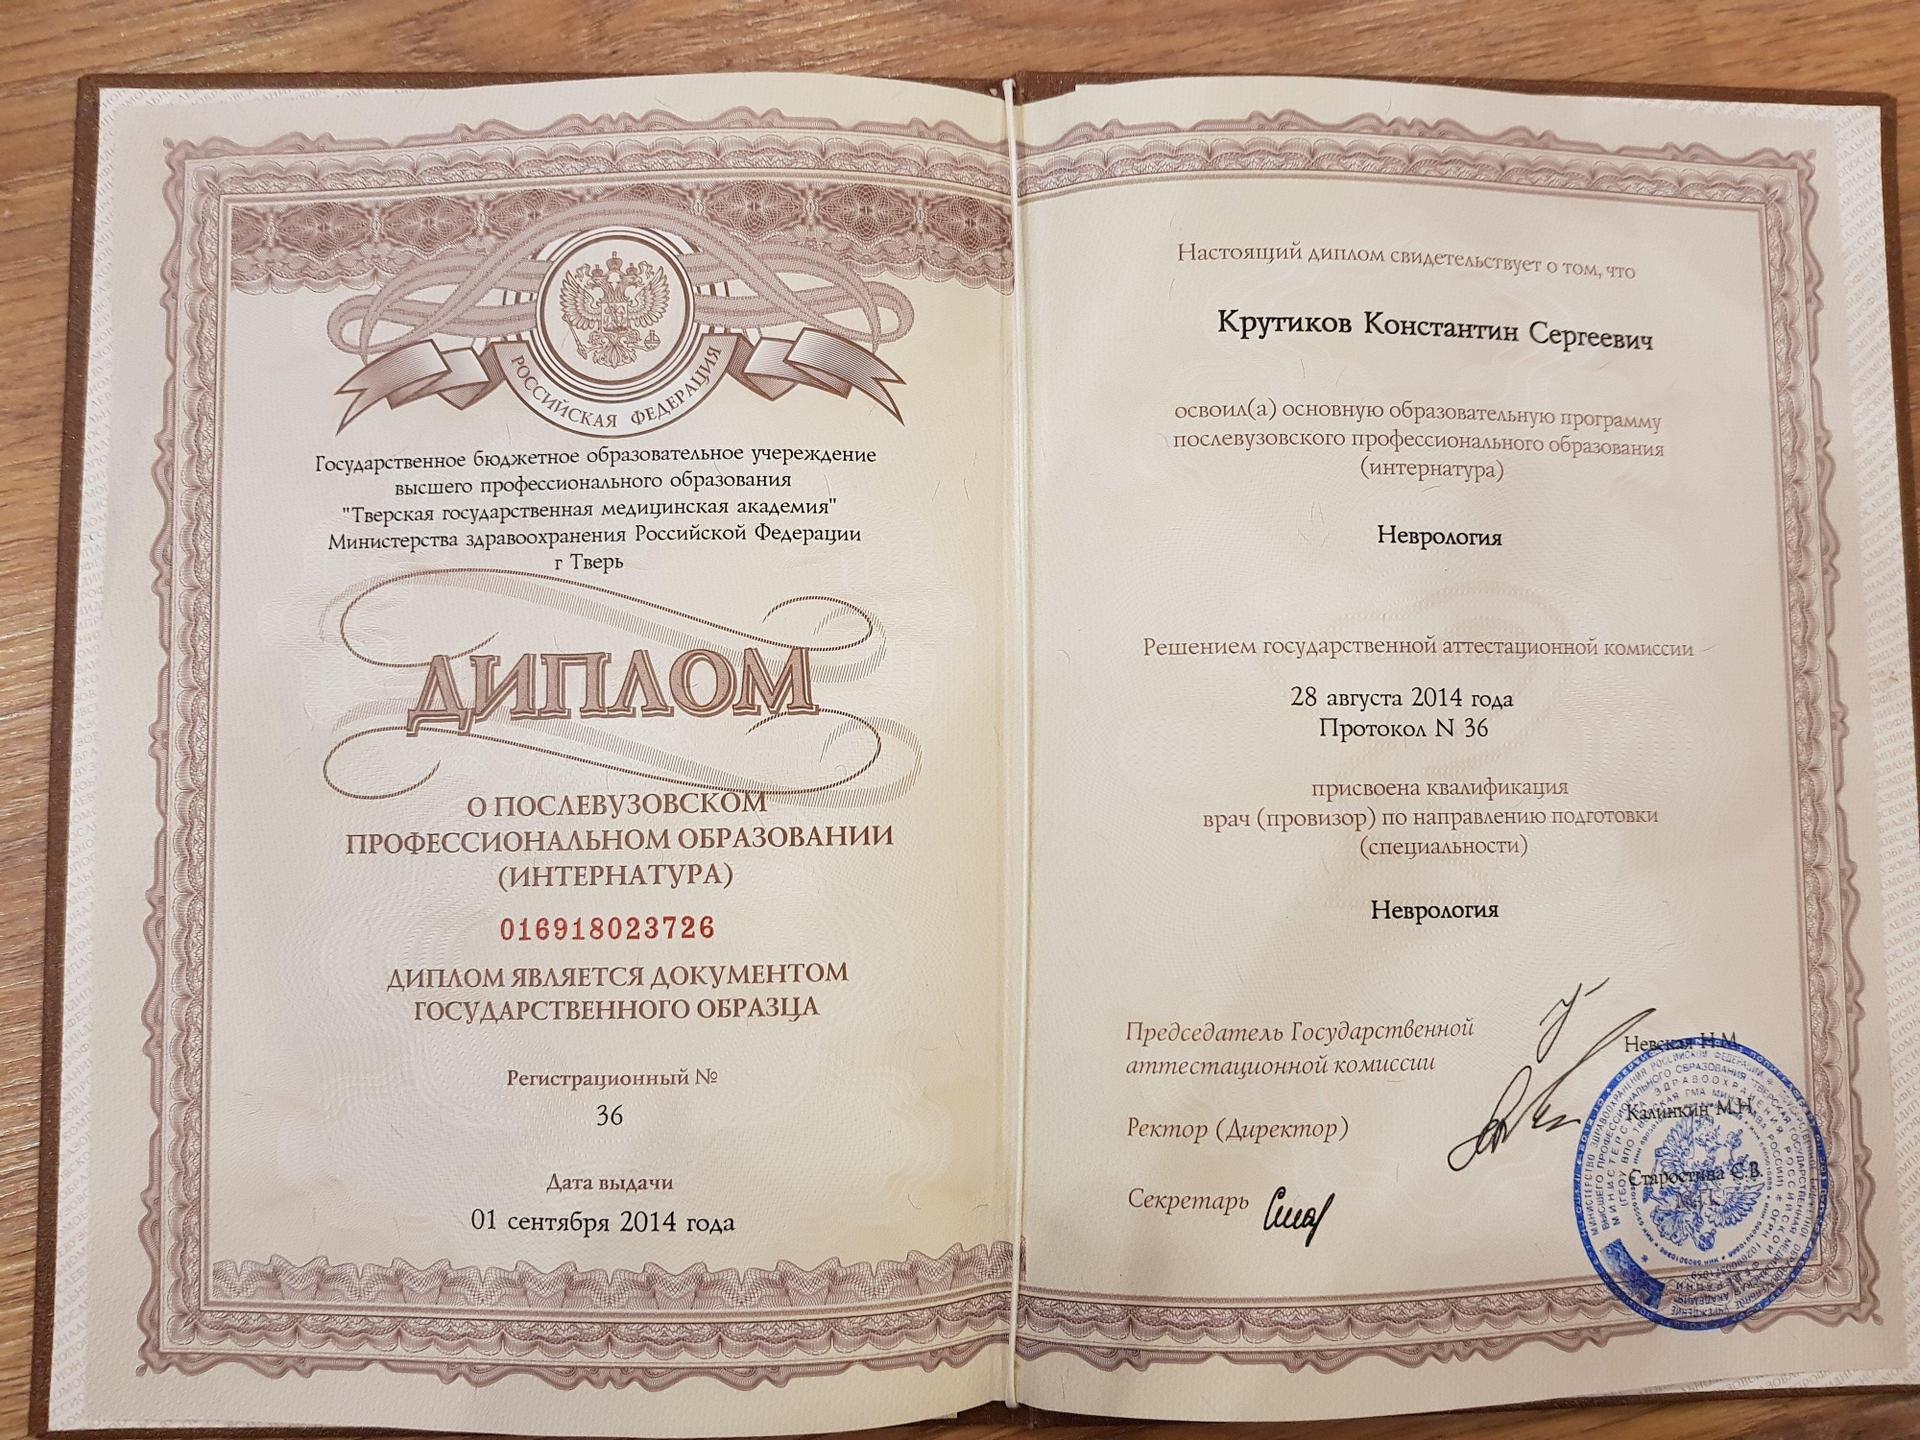 РОССИЙСКАЯ ФЕДЕРАЦИЯ
Государственное бюджетное образовательное учереждение
высшего профессионального образования
"Тверская государственная медицинская академия"
Министерства здравоохранения Российской Федерации
г Тверь
ДИПЛОМ
О ПОСЛЕВУЗОВСКОМ
ПРОФЕССИОНАЛЬНОМ ОБРАЗОВАНИИ
(ИНТЕРНАТУРА)
016918023726
ДИПЛОМ ЯВЛЯЕТСЯ ДОКУМЕНТОМ
ГОСУДАРСТВЕННОГО ОБРАЗЦА
Регистрационный №
36
Дата выдачи
01 сентября 2014 года
Настоящий диплом свидетельствует о том, что
Крутиков Константин Сергеевич
освоил(а) основную образовательную программу
послевузовского профессионального образования
(интернатура)
Неврология
Решением государственной аттестационной комиссии
28 августа 2014 года
Протокол N 36
присвоена квалификация
врач (провизор) по направлению подготовки
(специальности)
Неврология
Председатель Государственной
аттестационной комиссии
Невская Н.М.
Ректор (Директор)
Калинкин М.Н.
Секретарь
Старостина С.В.